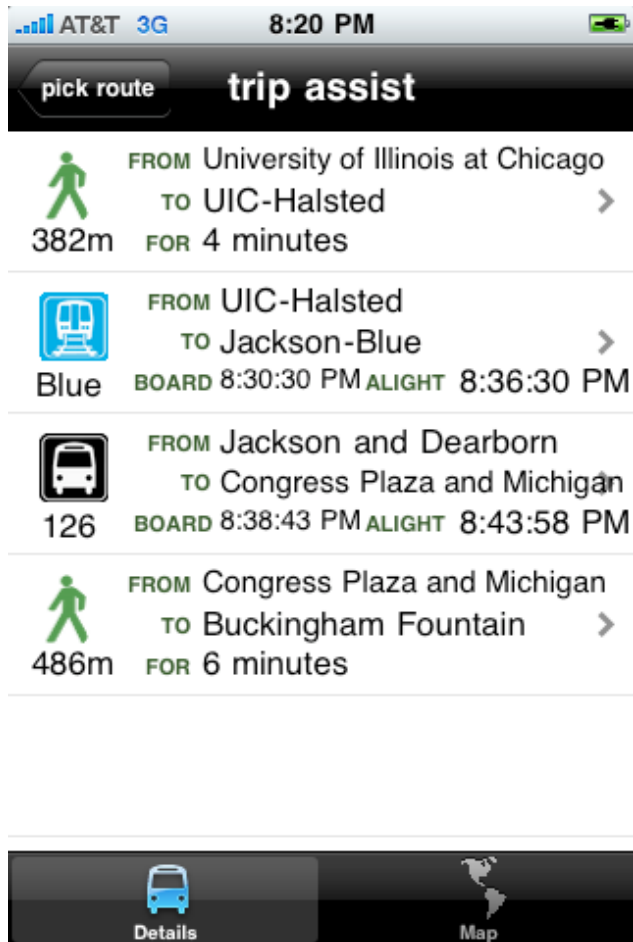 AT&T 3G 8:20 PM
pick route trip assist
FROM University of Illinois at Chicago
TO UIC-Halsted
382m FOR 4 minutes
FROM UIC-Halsted
TO Jackson-Blue
Blue BOARD 8:30:30 PM ALIGHT 8:36:30 PM
FROM Jackson and Dearborn
TO Congress Plaza and Michigan
126 BOARD 8:38:43 PM ALIGHT 8:43:58 PM
FROM Congress Plaza and Michigan
TO Buckingham Fountain
486m FOR 6 minutes
Details Map